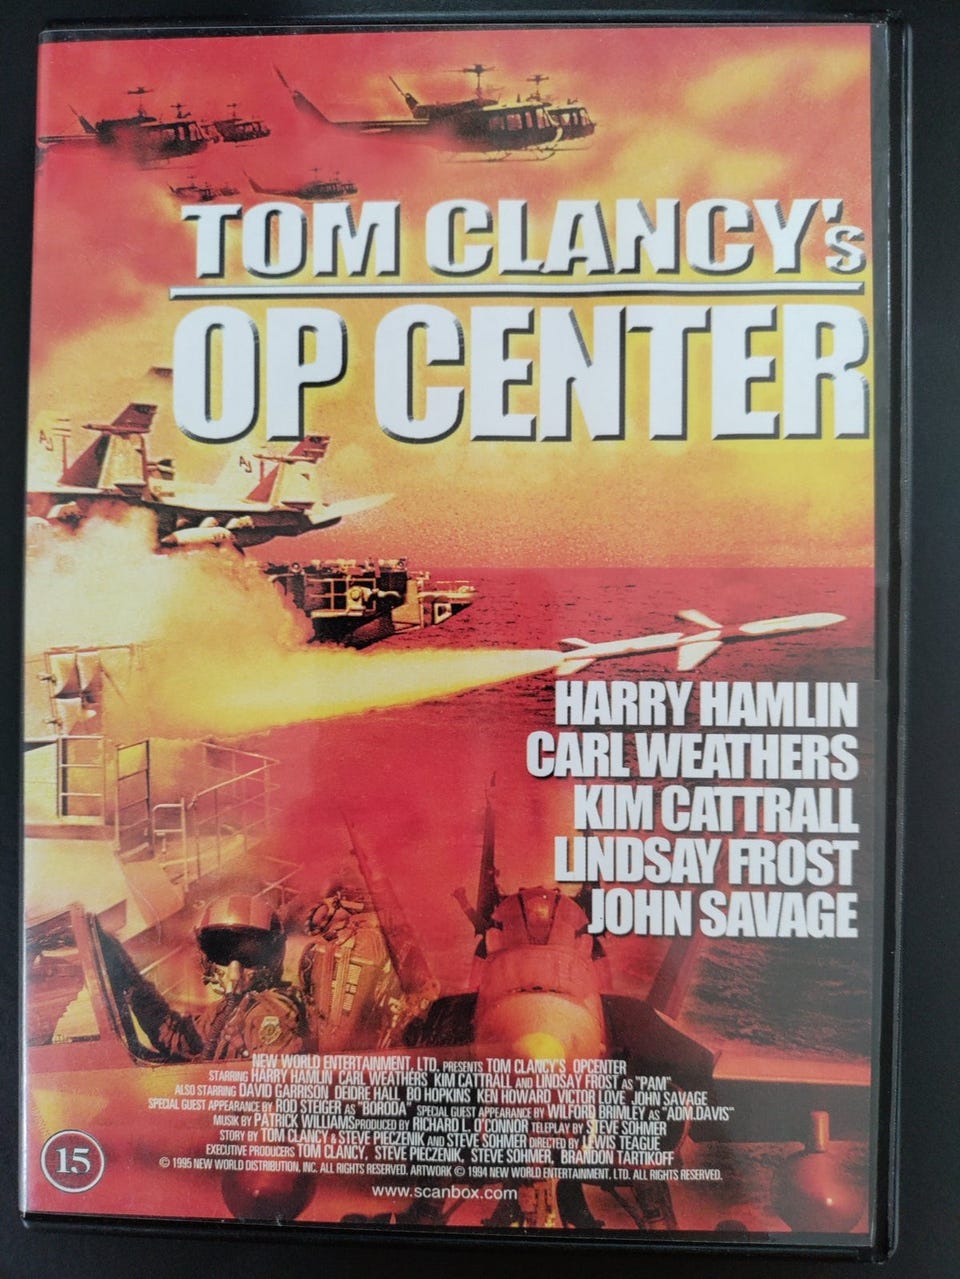 TOM CLANCY's
OP CENTER
AJ
AJ
HARRY HAMLIN
CARL WEATHERS
KIM CATTRALL
LINDSAY FROST
JOHN SAVAGE
NEW WORLD ENTERTAINMENT, LTD. PRESENTS TOM CLANCY'S OPCENTER
STARRING HARRY HAMLIN CARL WEATHERS KIM CATTRALL AND LINDSAY FROST AS "PAM"
ALSO STARRING DAVID GARRISON DEIDRE HALL BO HOPKINS KEN HOWARD VICTOR LOVE JOHN SAVAGE
SPECIAL GUEST APPEARANCE BY ROD STEIGER AS "BORODA" SPECIAL GUEST APPEARANCE BY WILFORD BRIMLEY AS "ADM.DAVIS"
MUSIK BY PATRICK WILLIAMS PRODUCED BY RICHARD L. O'CONNOR TELEPLAY BY STEVE SOHMER
STORY BY TOM CLANCY & STEVE PIECZENIK AND STEVE SOHMER DIRECTED BY LEWIS TEAGUE
EXECUTIVE PRODUCERS TOM CLANCY, STEVE PIECZENIK, STEVE SOHMER, BRANDON TARTIKOFF
© 1995 NEW WORLD DISTRIBUTION, INC. ALL RIGHTS RESERVED. ARTWORK © 1994 NEW WORLD ENTERTAINMENT. LTD. ALL RIGHTS RESERVED.
15
www.scanbox.com